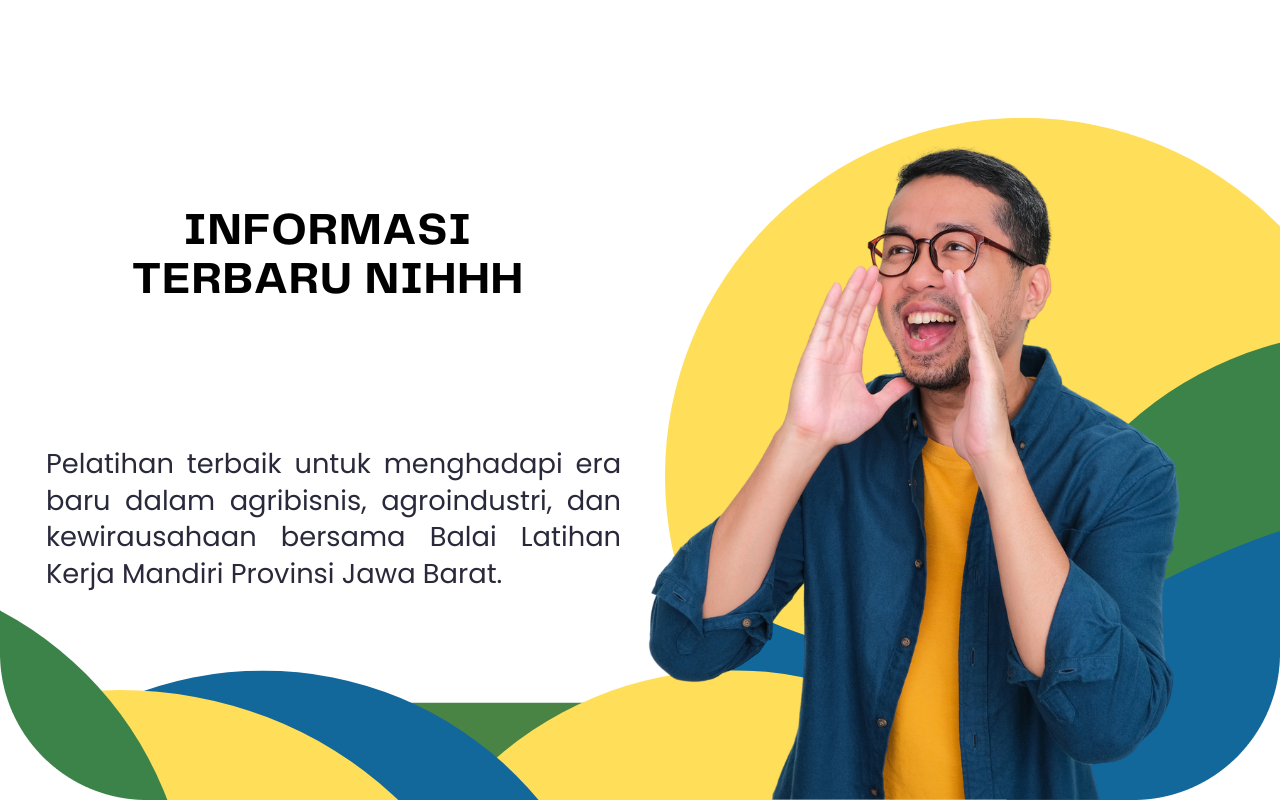 INFORMASI
TERBARU NIHHH
Pelatihan terbaik untuk menghadapi era
baru dalam agribisnis, agroindustri, dan
kewirausahaan bersama Balai Latihan
Kerja Mandiri Provinsi Jawa Barat.